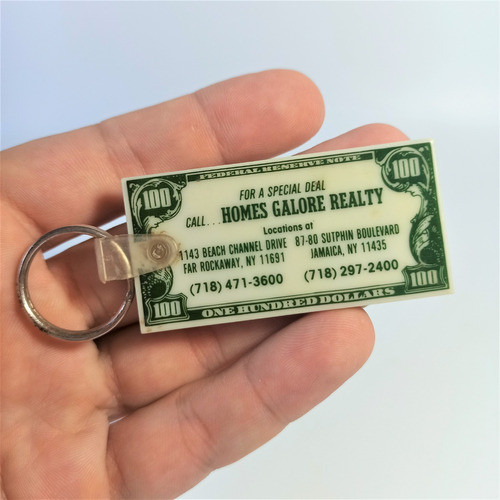 FEDERAL RESERVE NOTE
100 100
FOR A SPECIAL DEAL
CALL... HOMES GALORE REALTY
Locations at
1143 BEACH CHANNEL DRIVE 87-80 SUTPHIN BOULEVARD
FAR ROCKAWAY, NY 11691 JAMAICA, NY 11435
(718) 471-3600 (718) 297-2400
100 100
ONE HUNDRED DOLLARS